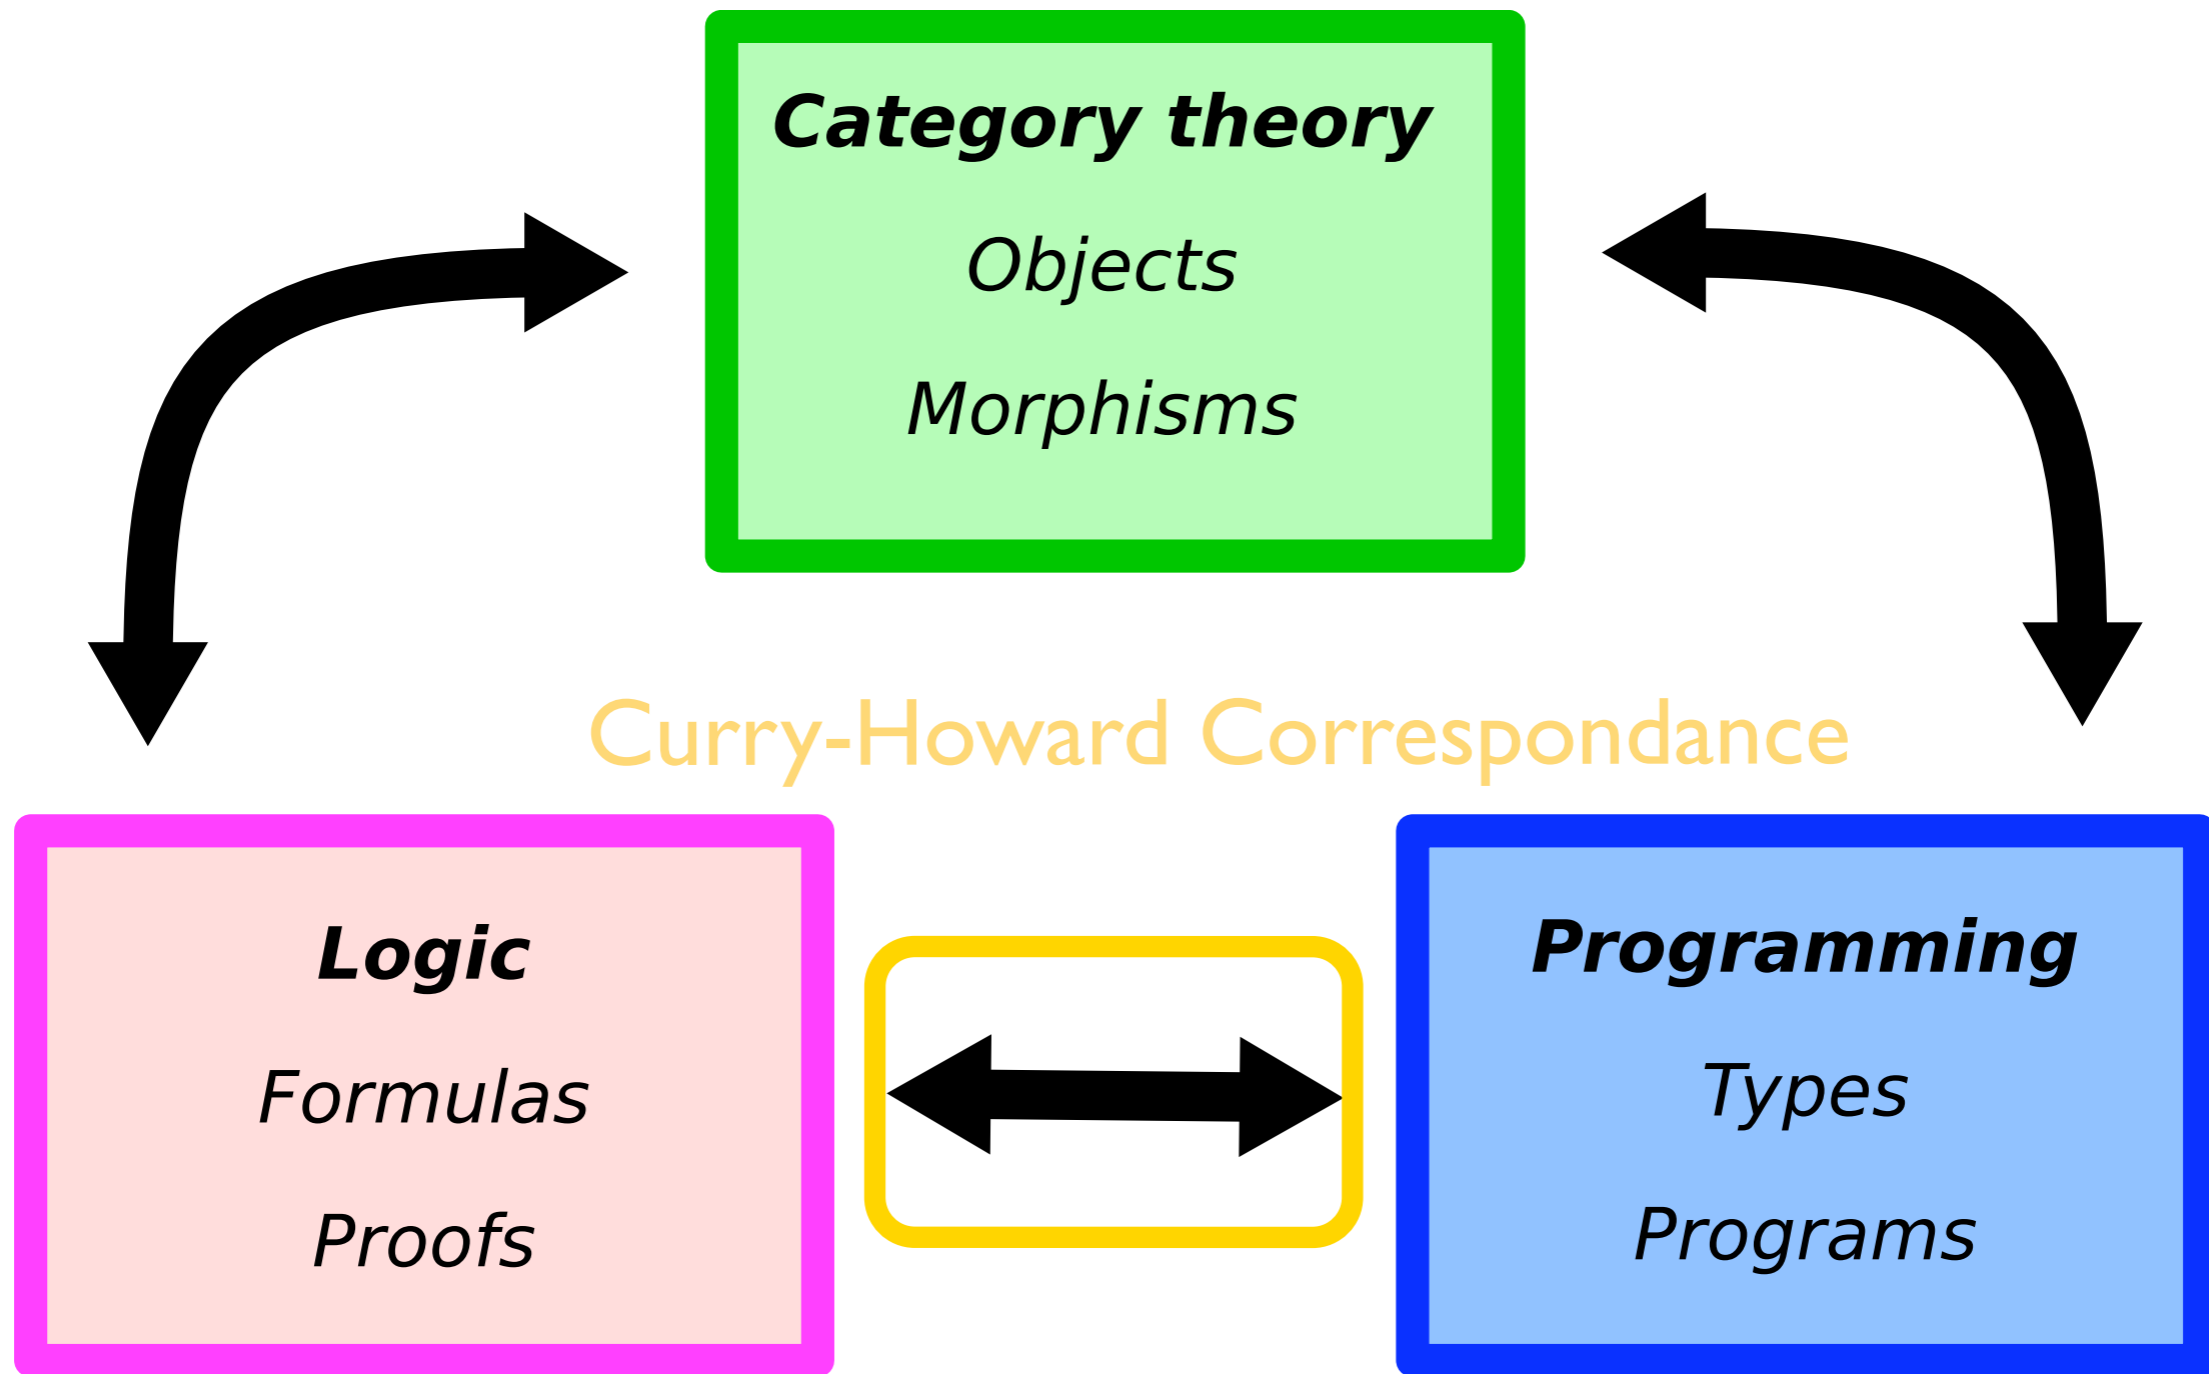 Category theory
Objects
Morphisms
Curry-Howard Correspondance
Logic
Formulas
Proofs
Programming
Types
Programs